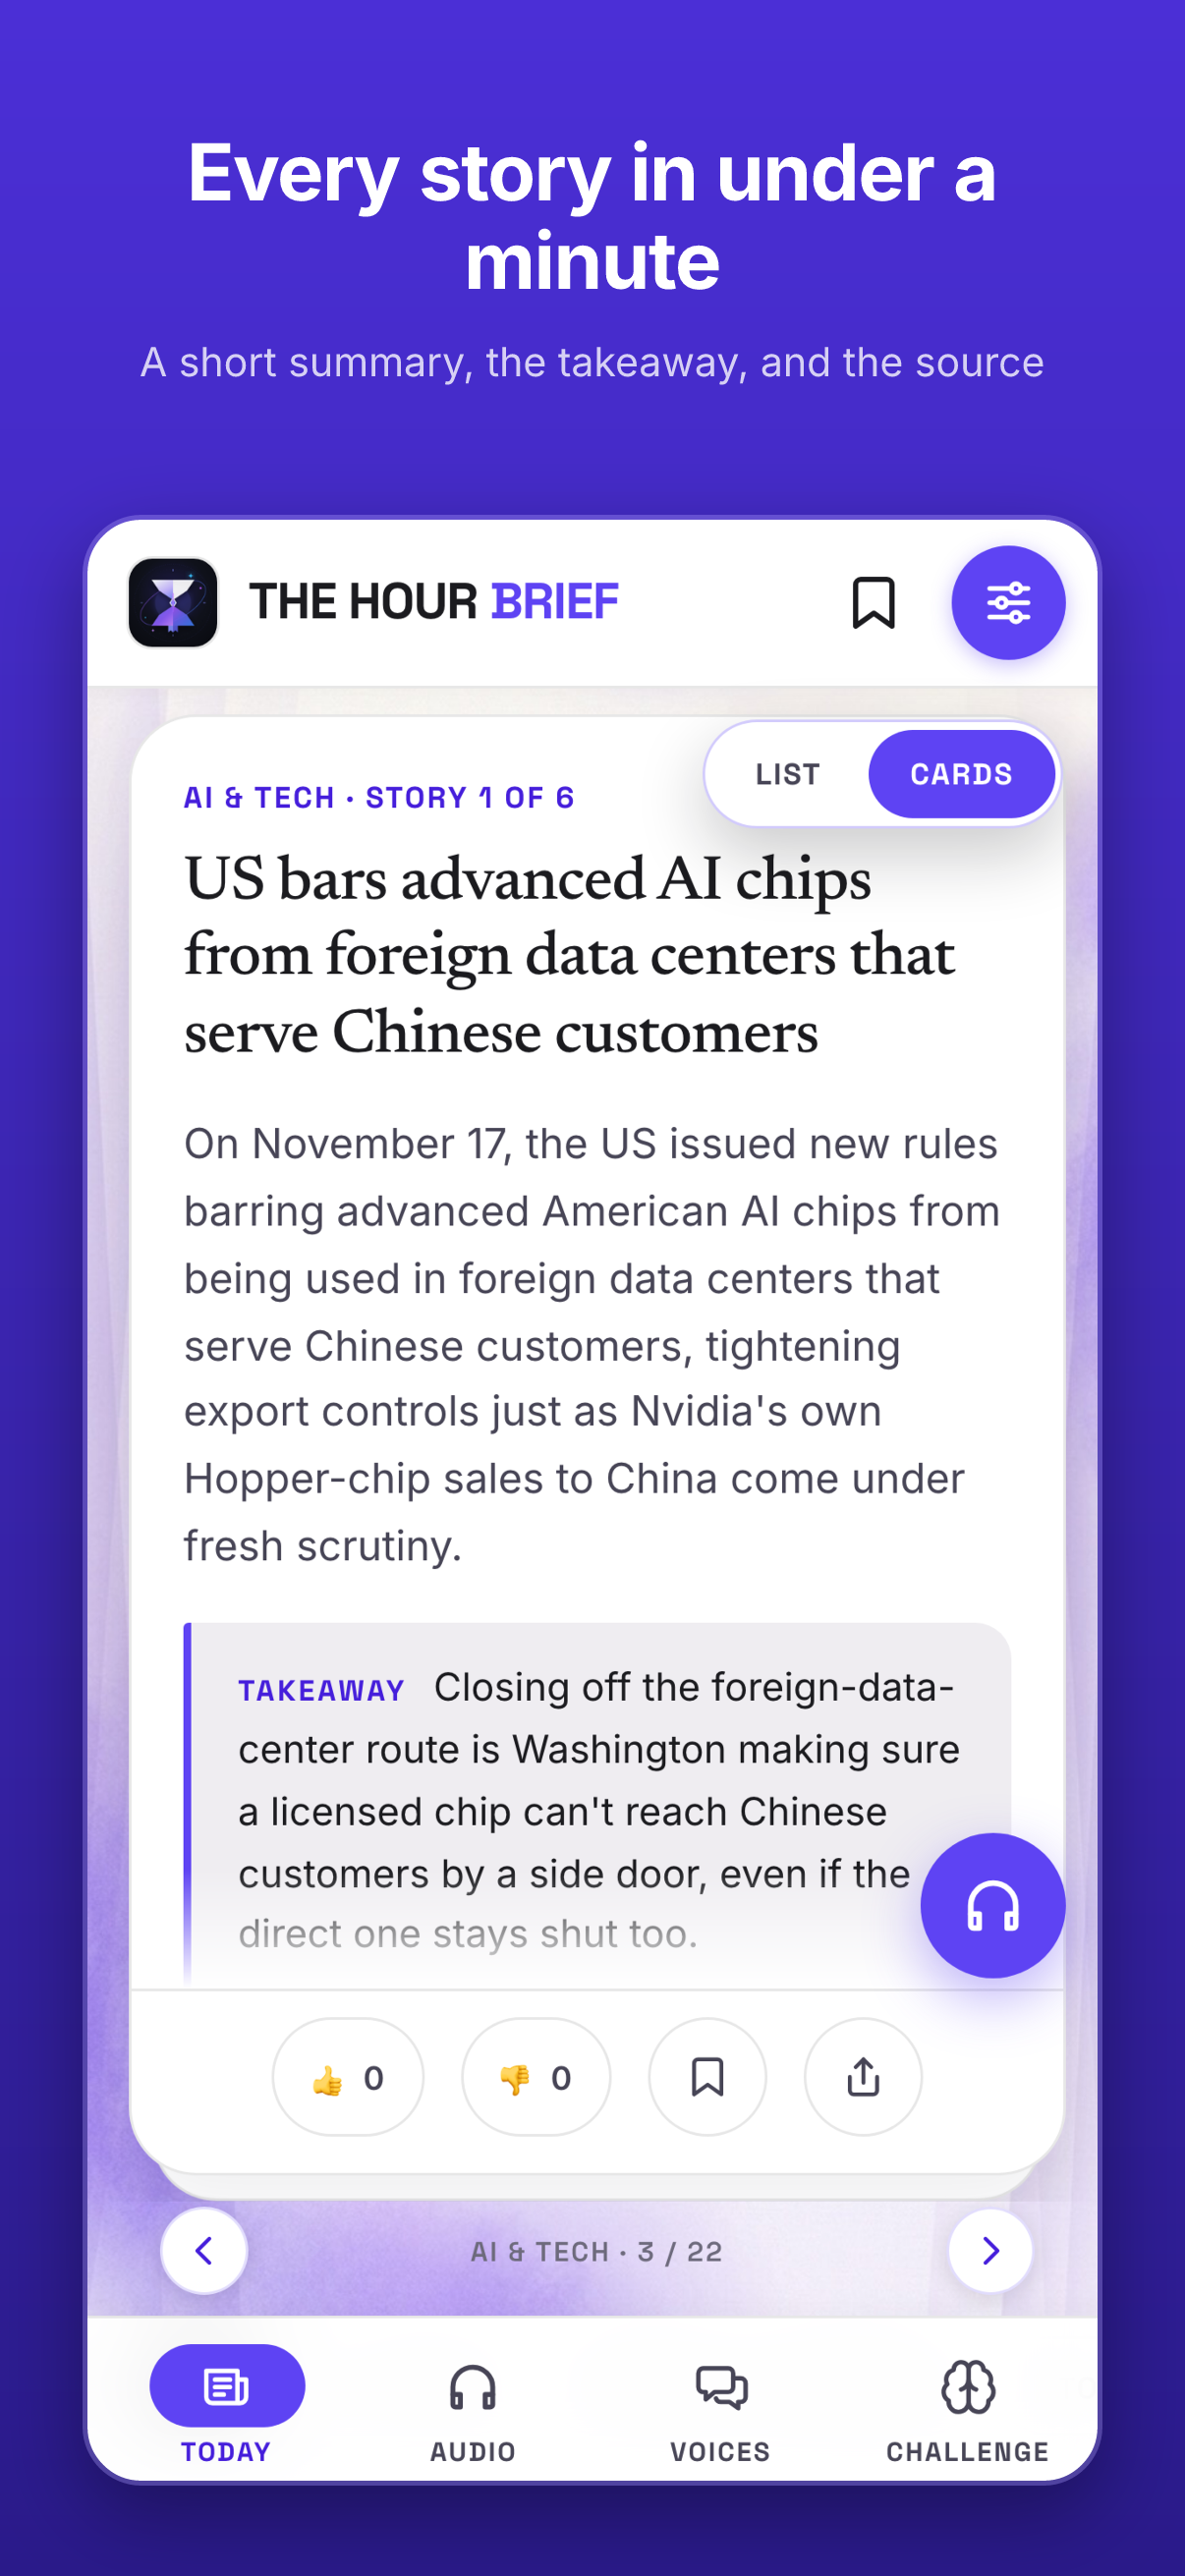 Every story in under a
minute
A short summary, the takeaway, and the source
THE HOUR BRIEF
LIST
CARDS
AI & TECH · STORY 1 OF 6
US bars advanced AI chips
from foreign data centers that
serve Chinese customers
On November 17, the US issued new rules
barring advanced American AI chips from
being used in foreign data centers that
serve Chinese customers, tightening
export controls just as Nvidia's own
Hopper-chip sales to China come under
fresh scrutiny.
TAKEAWAY Closing off the foreign-data-
center route is Washington making sure
a licensed chip can't reach Chinese
customers by a side door, even if the
direct one stays shut too.
👍 0
👎 0
AI & TECH · 3 / 22
TODAY
AUDIO
VOICES
CHALLENGE